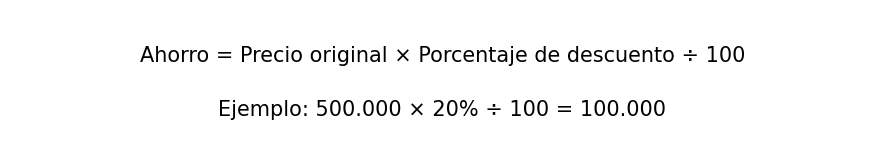 Ahorro = Precio original × Porcentaje de descuento ÷ 100
Ejemplo: 500.000 × 20% ÷ 100 = 100.000